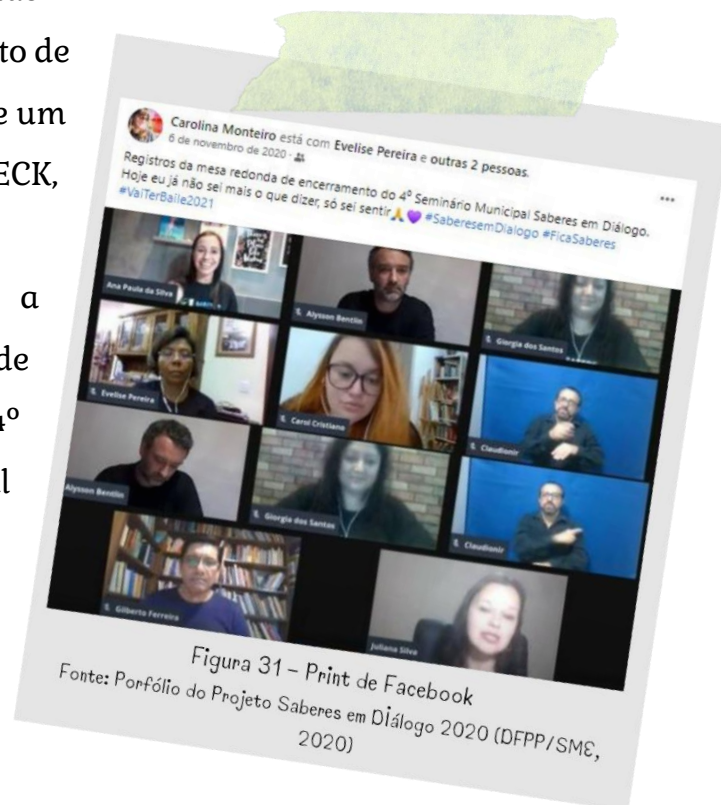 to de
e um
ECK,
a
de
4º
l
Carolina Monteiro está com Evelise Pereira e outras 2 pessoas.
6 de novembro de 2020 ·
Registros da mesa redonda de encerramento do 4º Seminário Municipal Saberes em Diálogo.
Hoje eu já não sei mais o que dizer, só sei sentir🙏💜 #SaberesemDialogo #FicaSaberes
#VaiTerBaile2021
Ana Paula da Silva
Alysson Bentlin
Giorgia dos Santos
Evelise Pereira
Carol Cristiano
Claudionir
Alysson Bentlin
Giorgia dos Santos
Claudionir
Gilberto Ferreira
Juliana Silva
Figura 31 – Print de Facebook
Fonte: Porfólio do Projeto Saberes em Diálogo 2020 (DFPP/SME,
2020)